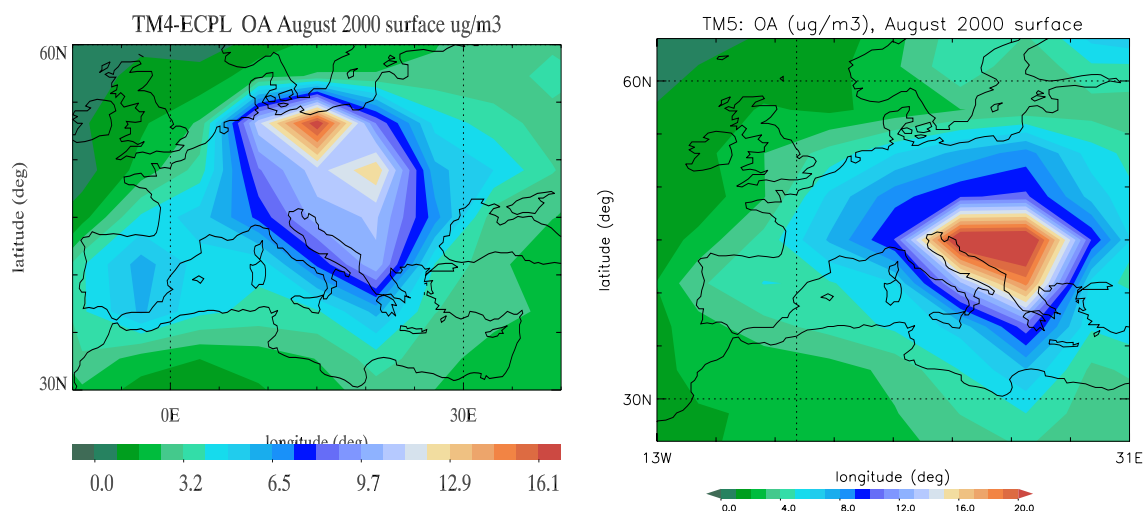 TM4-ECPL OA August 2000 surface ug/m3
60N
latitude (deg)
30N
0E 30E
longitude (deg)
0.0 3.2 6.5 9.7 12.9 16.1
TM5: OA (ug/m3), August 2000 surface
60N
latitude (deg)
30N
13W 31E
longitude (deg)
0.0 4.0 8.0 12.0 16.0 20.0